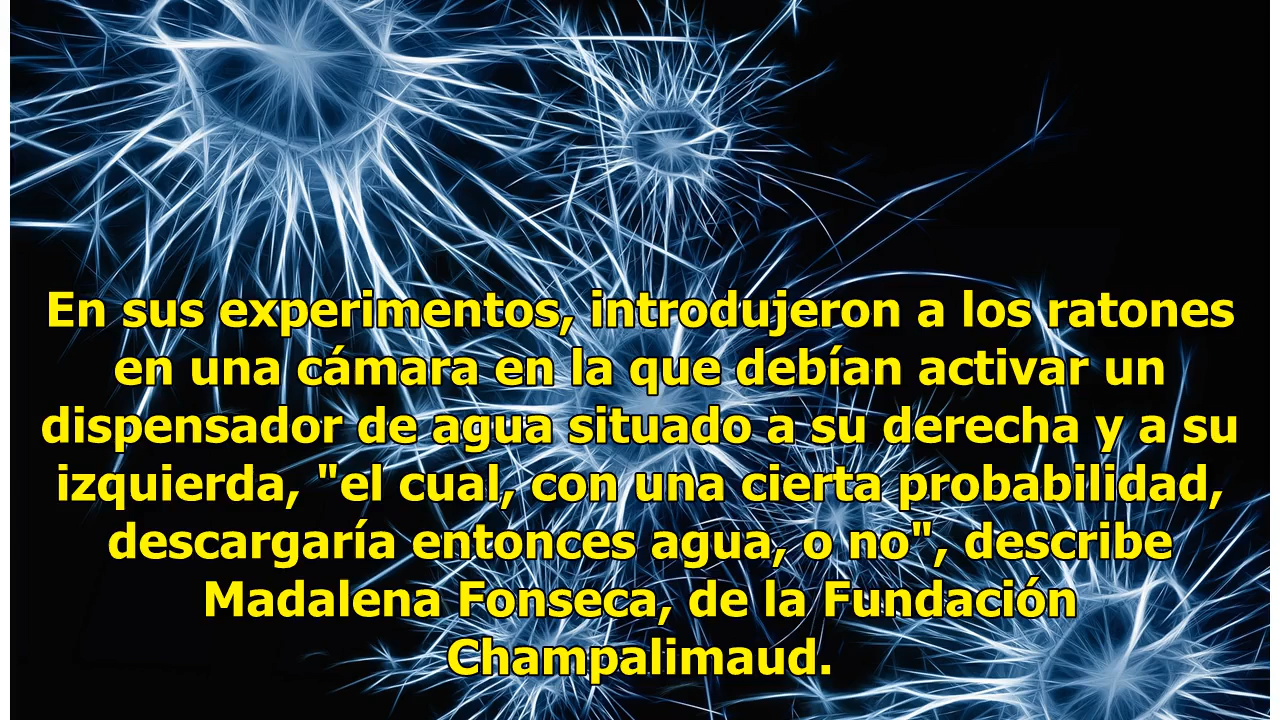 En sus experimentos, introdujeron a los ratones
en una cámara en la que debían activar un
dispensador de agua situado a su derecha y a su
izquierda, "el cual, con una cierta probabilidad,
descargaría entonces agua, o no", describe
Madalena Fonseca, de la Fundación
Champalimaud.